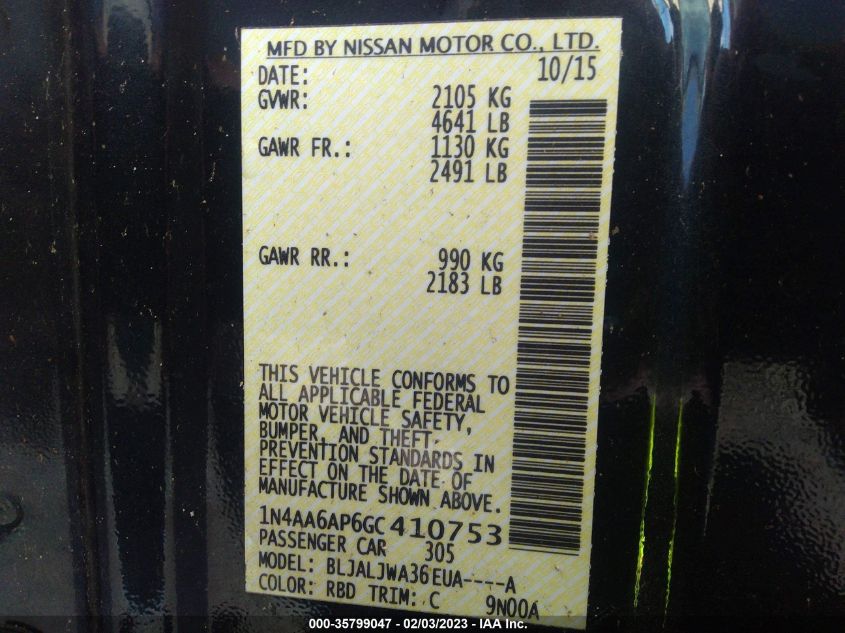 MFD BY NISSAN MOTOR CO., LTD.
DATE: 10/15
GVWR: 2105 KG
4641 LB
GAWR FR.: 1130 KG
2491 LB
GAWR RR.: 990 KG
2183 LB
THIS VEHICLE CONFORMS TO
ALL APPLICABLE FEDERAL
MOTOR VEHICLE SAFETY,
BUMPER, AND THEFT
PREVENTION STANDARDS IN
EFFECT ON THE DATE OF
MANUFACTURE SHOWN ABOVE.
1N4AA6AP6GC410753
PASSENGER CAR 305
MODEL: BLJALJWA36EUA----A
COLOR: RBD TRIM: C 9N00A
000-35799047 - 02/03/2023 - IAA Inc.